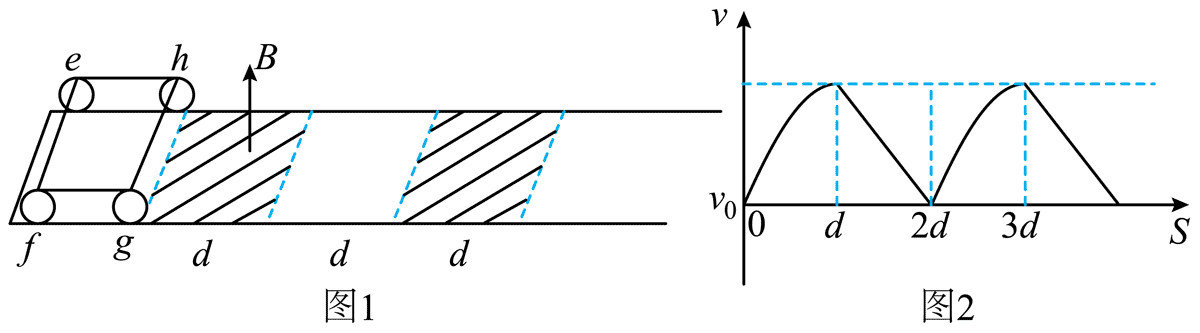 e h B
f g d d d
图1
v
v₀ 0 d 2d 3d S
图2